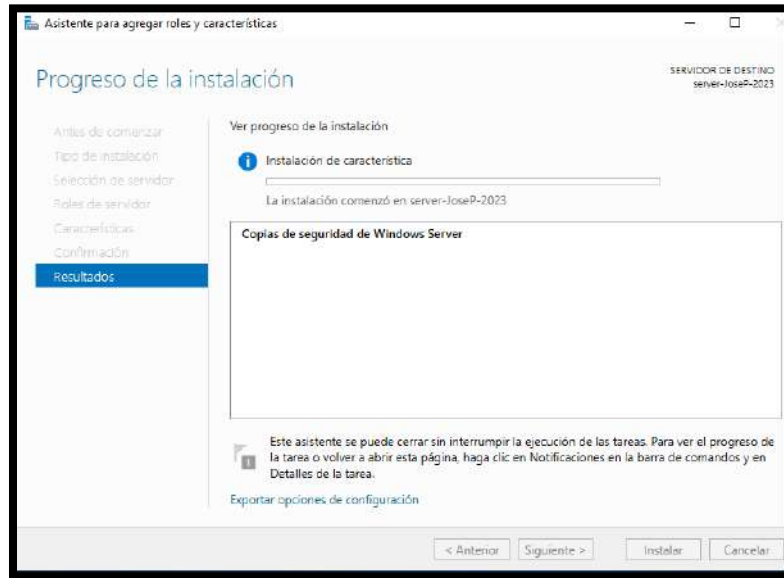 Asistente para agregar roles y características
Progreso de la instalación
SERVIDOR DE DESTINO
server-JoseP-2023
Antes de comenzar
Tipo de instalación
Selección de servidor
Roles de servidor
Características
Confirmación
Resultados
Ver progreso de la instalación
Instalación de característica
La instalación comenzó en server-JoseP-2023
Copias de seguridad de Windows Server
Este asistente se puede cerrar sin interrumpir la ejecución de las tareas. Para ver el progreso de
la tarea o volver a abrir esta página, haga clic en Notificaciones en la barra de comandos y en
Detalles de la tarea.
Exportar opciones de configuración
< Anterior
Siguiente >
Instalar
Cancelar